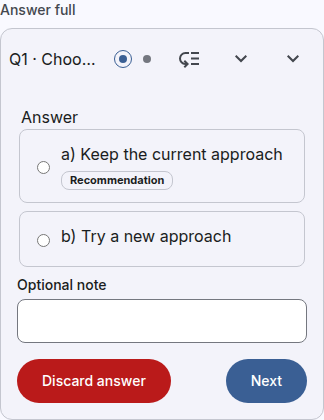 Answer full
Q1 · Choo...
Answer
a) Keep the current approach
Recommendation
b) Try a new approach
Optional note
Discard answer
Next